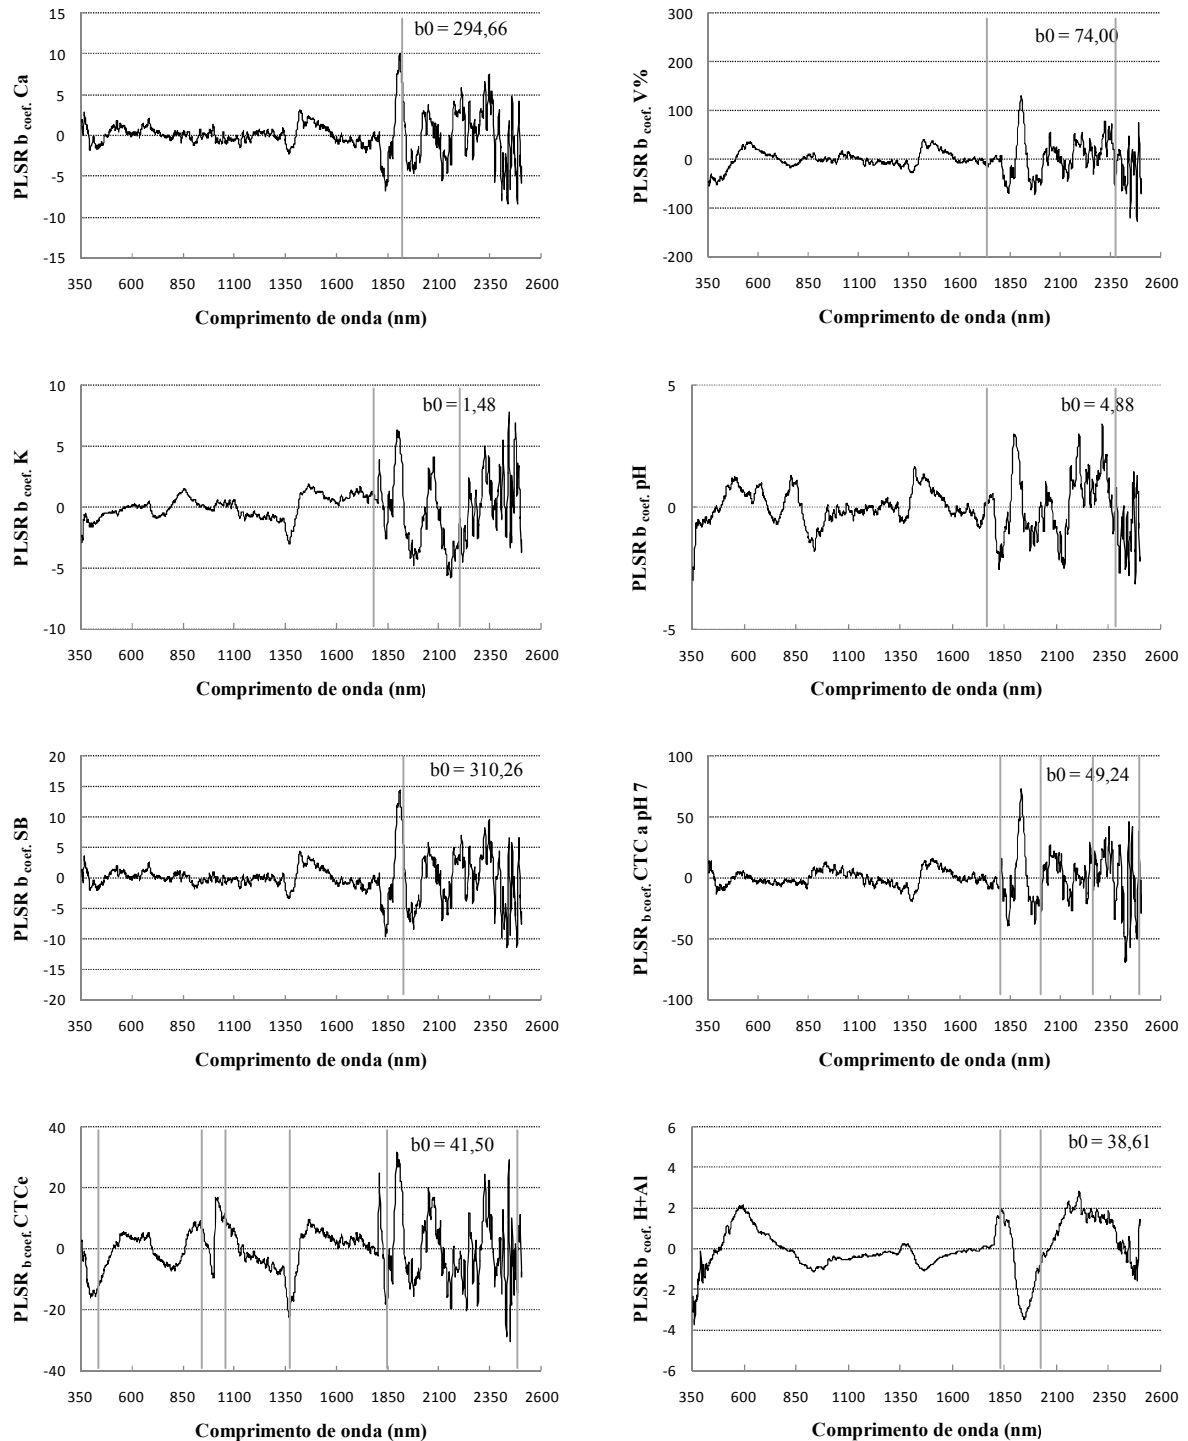 15
10
5
0
-5
-10
-15
PLSR b coef. Ca
b0 = 294,66
350 600 850 1100 1350 1600 1850 2100 2350 2600
Comprimento de onda (nm)
300
200
100
0
-100
-200
PLSR b coef. V%
b0 = 74,00
350 600 850 1100 1350 1600 1850 2100 2350 2600
Comprimento de onda (nm)
10
5
0
-5
-10
PLSR b coef. K
b0 = 1,48
350 600 850 1100 1350 1600 1850 2100 2350 2600
Comprimento de onda (nm)
5
0
-5
PLSR b coef. pH
b0 = 4,88
350 600 850 1100 1350 1600 1850 2100 2350 2600
Comprimento de onda (nm)
20
15
10
5
0
-5
-10
-15
-20
PLSR b coef. SB
b0 = 310,26
350 600 850 1100 1350 1600 1850 2100 2350 2600
Comprimento de onda (nm)
100
50
0
-50
-100
PLSR b coef. CTC a pH 7
b0 = 49,24
350 600 850 1100 1350 1600 1850 2100 2350 2600
Comprimento de onda (nm)
40
20
0
-20
-40
PLSR b coef. CTCe
b0 = 41,50
350 600 850 1100 1350 1600 1850 2100 2350 2600
Comprimento de onda (nm)
6
4
2
0
-2
-4
-6
PLSR b coef. H+Al
b0 = 38,61
350 600 850 1100 1350 1600 1850 2100 2350 2600
Comprimento de onda (nm)